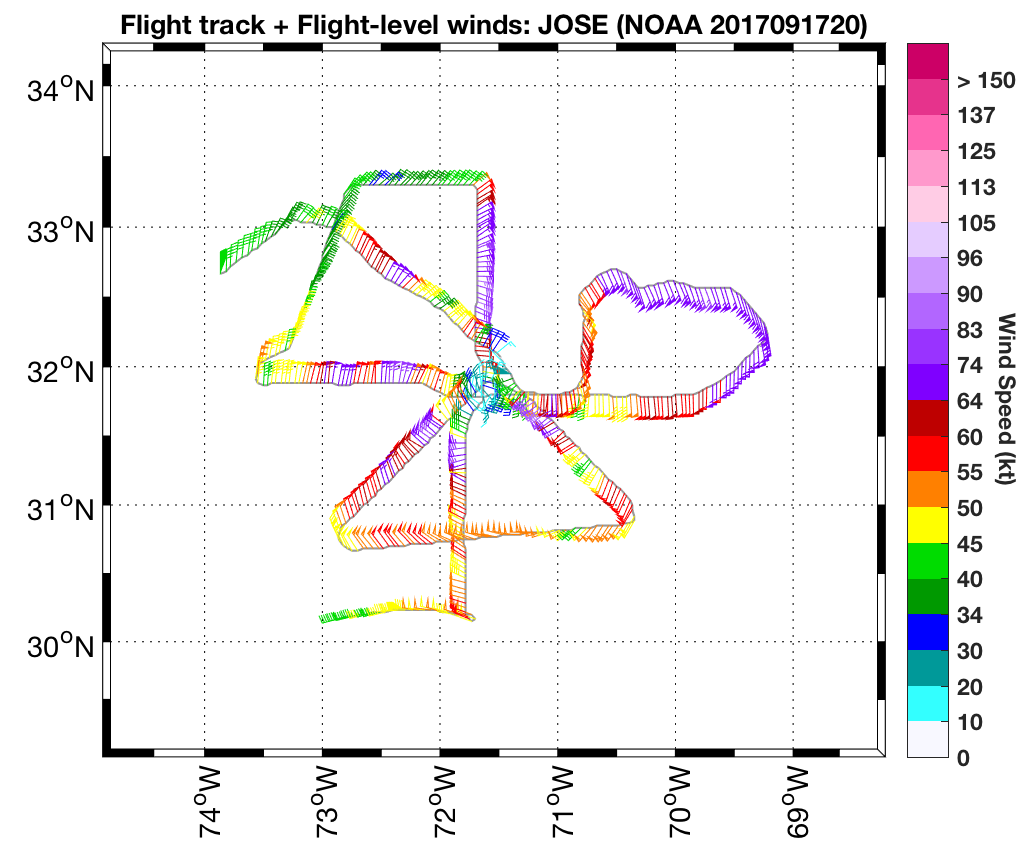 Flight track + Flight-level winds: JOSE (NOAA 2017091720)
34°N
33°N
32°N
31°N
30°N
74°W
73°W
72°W
71°W
70°W
69°W
> 150
137
125
113
105
96
90
83
74
64
60
55
50
45
40
34
30
20
10
0
Wind Speed (kt)